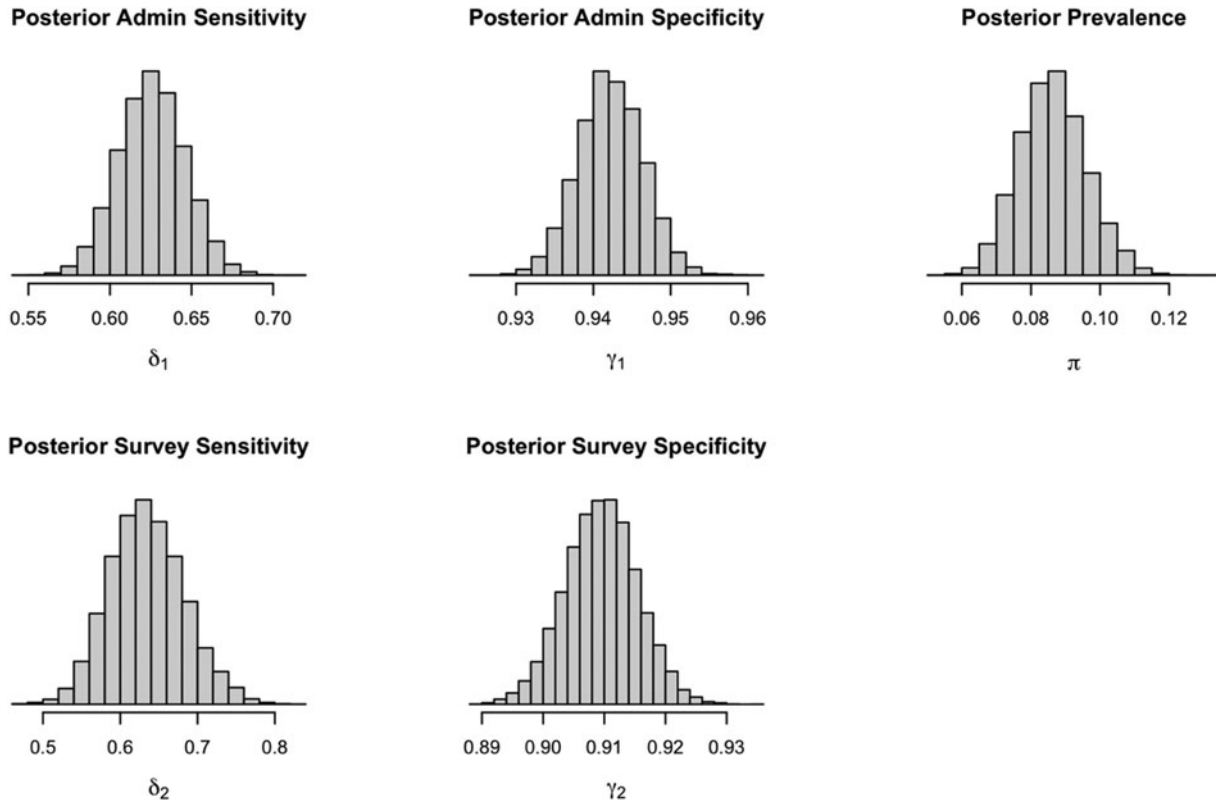 Posterior Admin Sensitivity
Posterior Admin Specificity
Posterior Prevalence
0.55 0.60 0.65 0.70
0.93 0.94 0.95 0.96
0.06 0.08 0.10 0.12
δ1
γ1
π
Posterior Survey Sensitivity
Posterior Survey Specificity
0.5 0.6 0.7 0.8
0.89 0.90 0.91 0.92 0.93
δ2
γ2